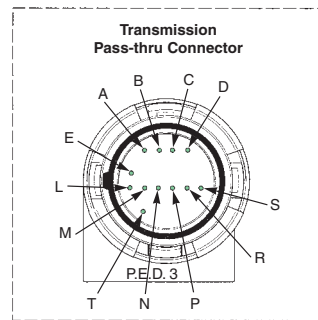 Transmission
Pass-thru Connector
A
B
C
D
E
L
S
M
R
P.E.D. 3
T
N
P